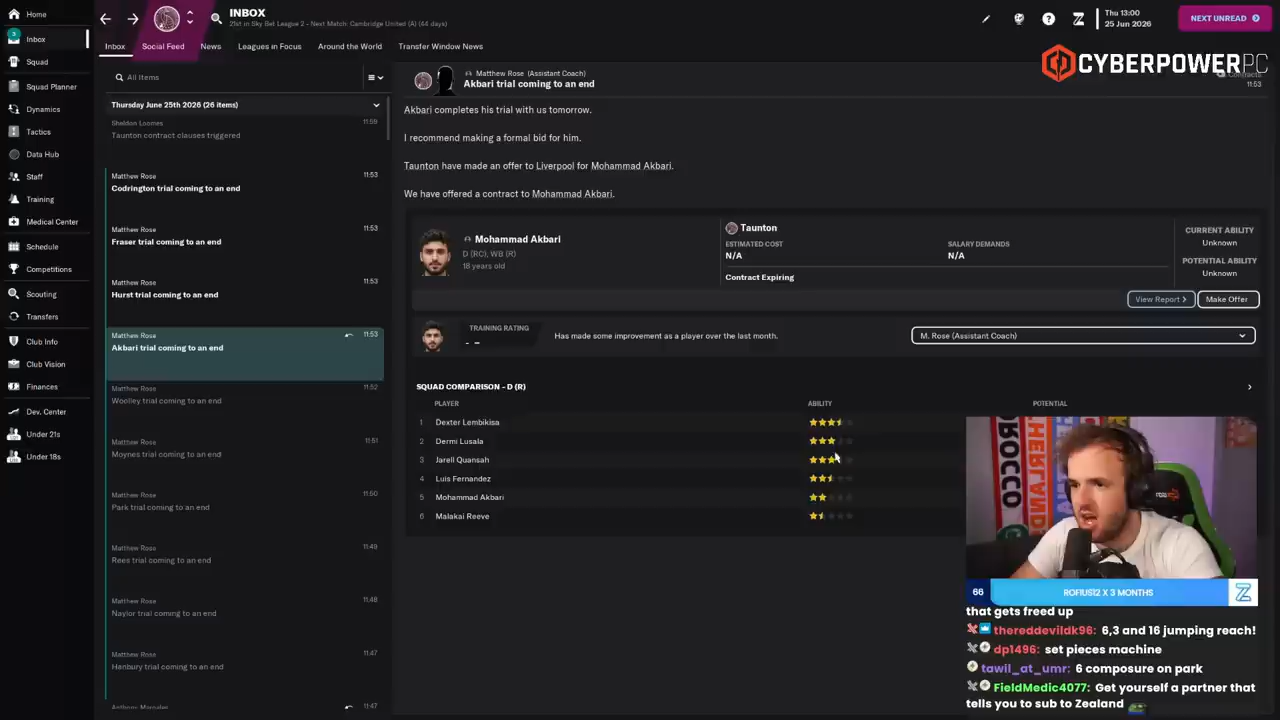 Home
3
Inbox
Squad
Squad Planner
Dynamics
Tactics
Data Hub
Staff
Training
Medical Center
Schedule
Competitions
Scouting
Transfers
Club Info
Club Vision
Finances
Dev. Center
Under 21s
Under 18s
INBOX
21st in Sky Bet League 2 - Next Match: Cambridge United (A) (44 days)
Thu 13:00
25 Jun 2026
NEXT UNREAD
Inbox
Social Feed
News
Leagues in Focus
Around the World
Transfer Window News
CYBERPOWERPC
All Items
Thursday June 25th 2026 (26 items)
Sheldon Loomes
11:59
Taunton contract clauses triggered
Matthew Rose
11:53
Codrington trial coming to an end
Matthew Rose
11:53
Fraser trial coming to an end
Matthew Rose
11:53
Hurst trial coming to an end
Matthew Rose
11:53
Akbari trial coming to an end
Matthew Rose
11:52
Woolley trial coming to an end
Matthew Rose
11:51
Moynes trial coming to an end
Matthew Rose
11:50
Park trial coming to an end
Matthew Rose
11:49
Rees trial coming to an end
Matthew Rose
11:48
Naylor trial coming to an end
Matthew Rose
11:47
Hanbury trial coming to an end
11:47
Matthew Rose (Assistant Coach)
Akbari trial coming to an end
Contracts
11:53
Akbari completes his trial with us tomorrow.
I recommend making a formal bid for him.
Taunton have made an offer to Liverpool for Mohammad Akbari.
We have offered a contract to Mohammad Akbari.
Mohammad Akbari
D (RC), WB (R)
18 years old
Taunton
ESTIMATED COST
N/A
SALARY DEMANDS
N/A
Contract Expiring
CURRENT ABILITY
Unknown
POTENTIAL ABILITY
Unknown
View Report
Make Offer
TRAINING RATING
- -
Has made some improvement as a player over the last month.
M. Rose (Assistant Coach)
SQUAD COMPARISON - D (R)
PLAYER
ABILITY
POTENTIAL
1 Dexter Lembikisa
2 Dermi Lusala
3 Jarell Quansah
4 Luis Fernandez
5 Mohammad Akbari
6 Malakai Reeve
ROCCO
66
ROFIUS12 X 3 MONTHS
Z
that gets freed up
thereddevildk96: 6,3 and 16 jumping reach!
dp1496: set pieces machine
tawil_at_umr: 6 composure on park
FieldMedic4077: Get yourself a partner that
tells you to sub to Zealand